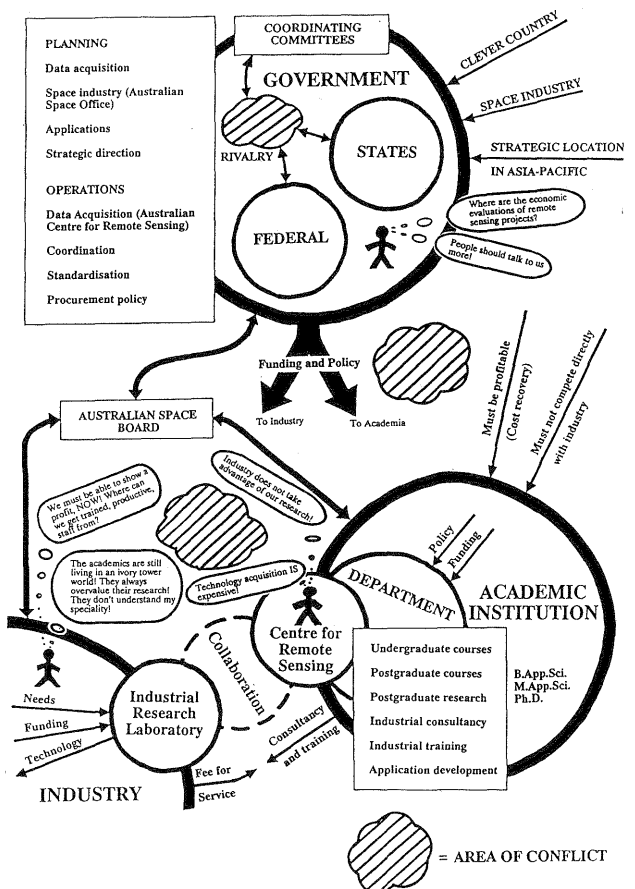 PLANNING
Data acquisition
Space industry (Australian
Space Office)
Applications
Strategic direction
OPERATIONS
Data Acquisition (Australian
Centre for Remote Sensing)
Coordination
Standardisation
Procurement policy
COORDINATING
COMMITTEES
GOVERNMENT
RIVALRY
STATES
FEDERAL
CLEVER COUNTRY
SPACE INDUSTRY
STRATEGIC LOCATION
IN ASIA-PACIFIC
Where are the economic
evaluations of remote
sensing projects?
People should talk to us
more!
Funding and Policy
To Industry
To Academia
Must be profitable
(Cost recovery)
Must not compete directly
with industry
AUSTRALIAN SPACE
BOARD
We must be able to show a
profit, NOW! Where can
we get trained, productive,
staff from?
Industry does not take
advantage of our research!
The academics are still
living in an ivory tower
world! They always
overvalue their research!
They don't understand my
speciality!
Technology acquisition IS
expensive!
Policy
Funding
DEPARTMENT
ACADEMIC
INSTITUTION
Centre for
Remote
Sensing
Collaboration
Undergraduate courses
Postgraduate courses
Postgraduate research
Industrial consultancy
Industrial training
Application development
B.App.Sci.
M.App.Sci.
Ph.D.
Needs
Funding
Technology
Industrial
Research
Laboratory
Consultancy
and training
Fee for
Service
INDUSTRY
= AREA OF CONFLICT